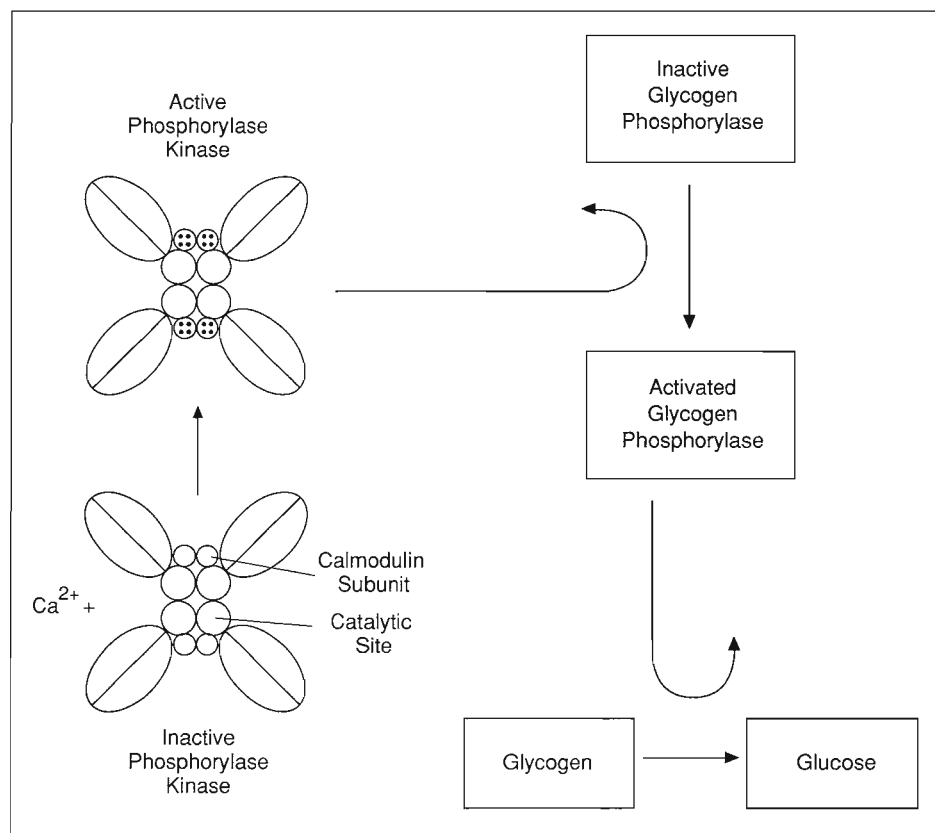 Active
Phosphorylase
Kinase
Inactive
Glycogen
Phosphorylase
Activated
Glycogen
Phosphorylase
Calmodulin
Subunit
Ca2+ +
Catalytic
Site
Inactive
Phosphorylase
Kinase
Glycogen
Glucose